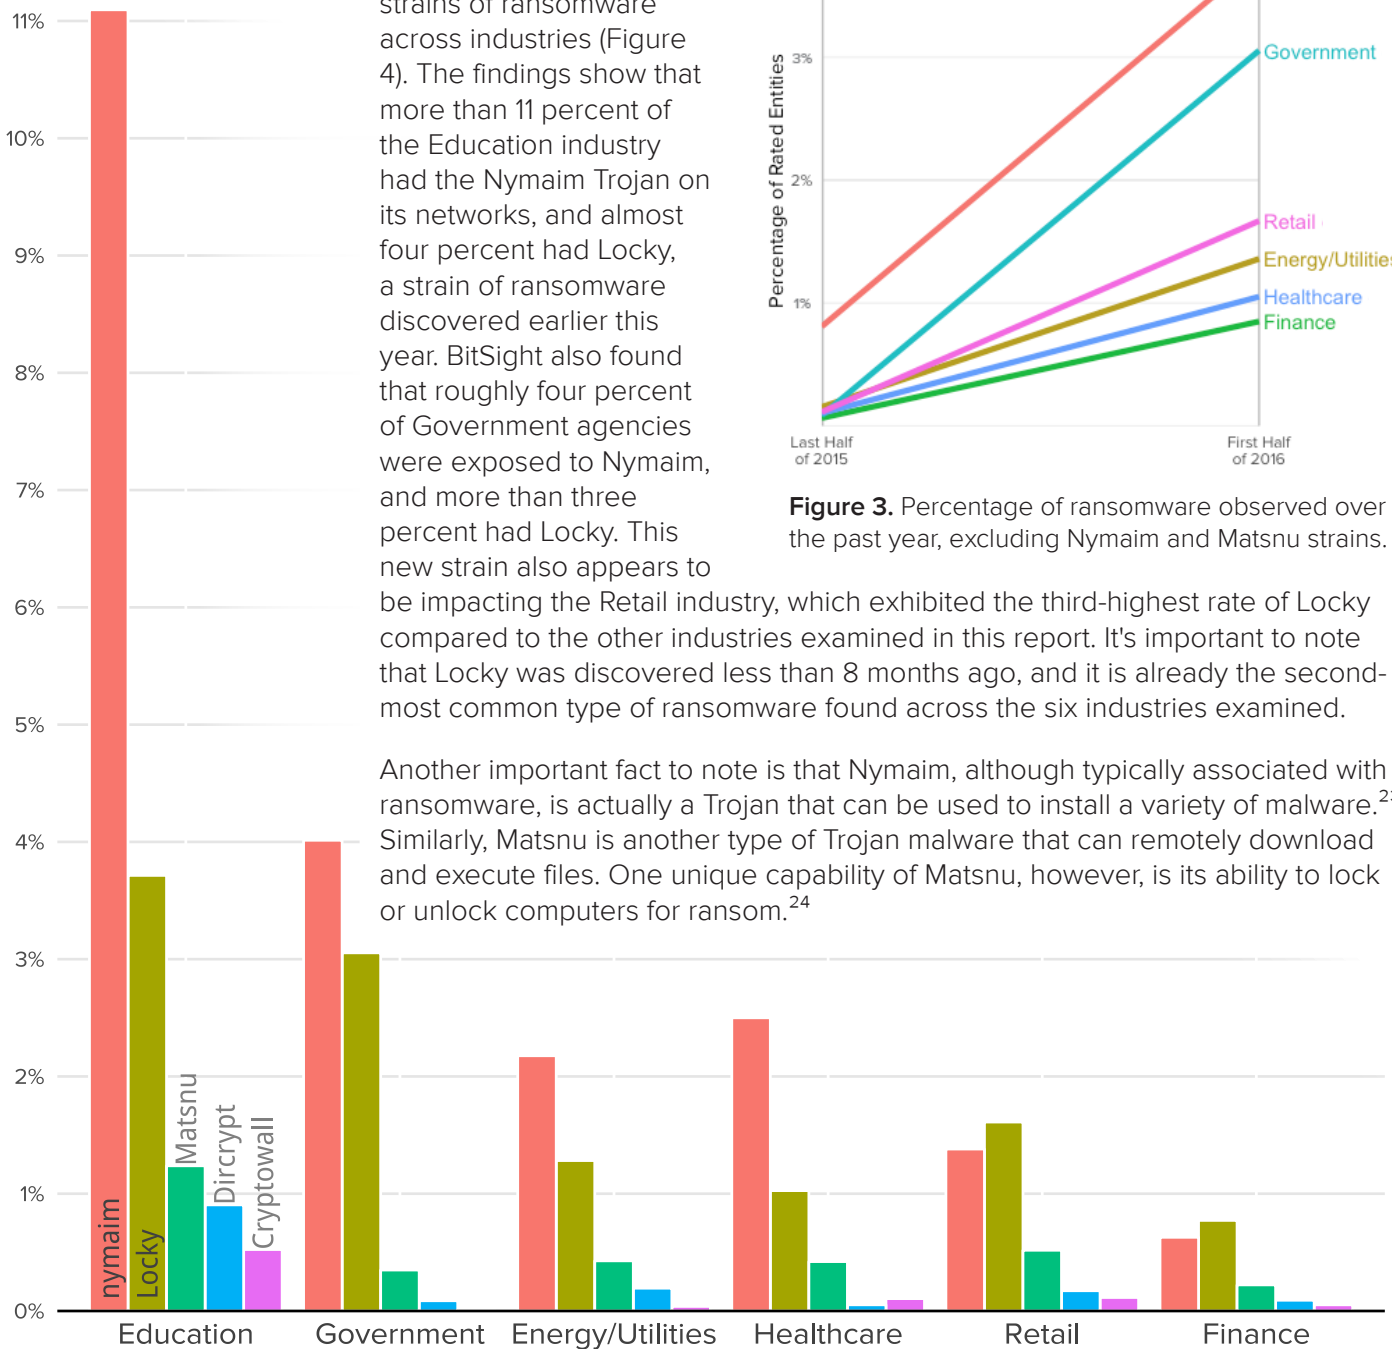 strains of ransomware
across industries (Figure
4). The findings show that
more than 11 percent of
the Education industry
had the Nymaim Trojan on
its networks, and almost
four percent had Locky,
a strain of ransomware
discovered earlier this
year. BitSight also found
that roughly four percent
of Government agencies
were exposed to Nymaim,
and more than three
percent had Locky. This
new strain also appears to
be impacting the Retail industry, which exhibited the third-highest rate of Locky
compared to the other industries examined in this report. It's important to note
that Locky was discovered less than 8 months ago, and it is already the second-
most common type of ransomware found across the six industries examined.
Another important fact to note is that Nymaim, although typically associated with
ransomware, is actually a Trojan that can be used to install a variety of malware.²³
Similarly, Matsnu is another type of Trojan malware that can remotely download
and execute files. One unique capability of Matsnu, however, is its ability to lock
or unlock computers for ransom.²⁴
Percentage of Rated Entities
3%
2%
1%
Government
Retail
Energy/Utilities
Healthcare
Finance
Last Half
of 2015
First Half
of 2016
Figure 3. Percentage of ransomware observed over
the past year, excluding Nymaim and Matsnu strains.
11%
10%
9%
8%
7%
6%
5%
4%
3%
2%
1%
0%
nymaim
Locky
Matsnu
Dircrypt
Cryptowall
Education
Government
Energy/Utilities
Healthcare
Retail
Finance